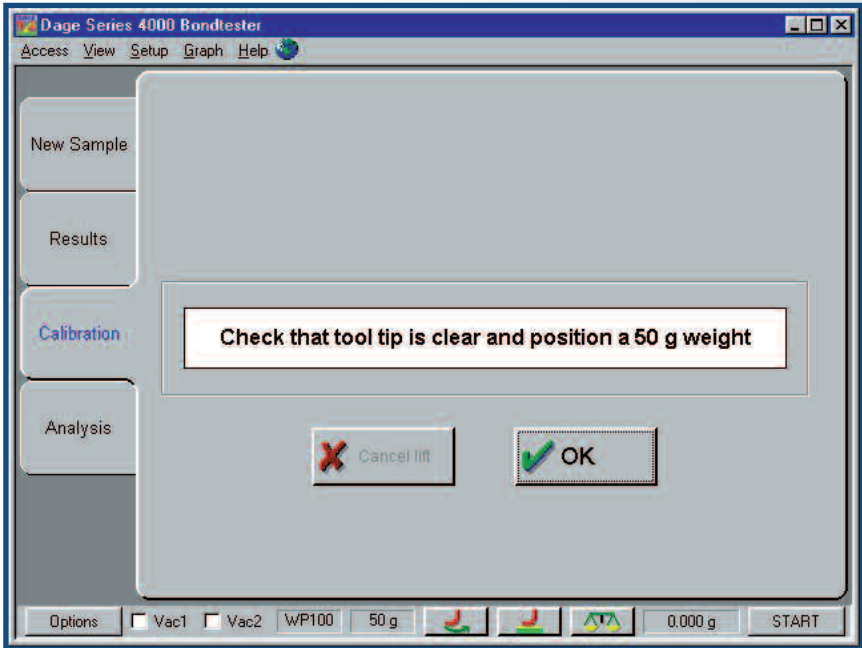 Dage Series 4000 Bondtester
Access View Setup Graph Help
New Sample
Results
Calibration
Check that tool tip is clear and position a 50 g weight
Analysis
Cancel lift
OK
Options Vac1 Vac2 WP100 50 g 0.000 g START